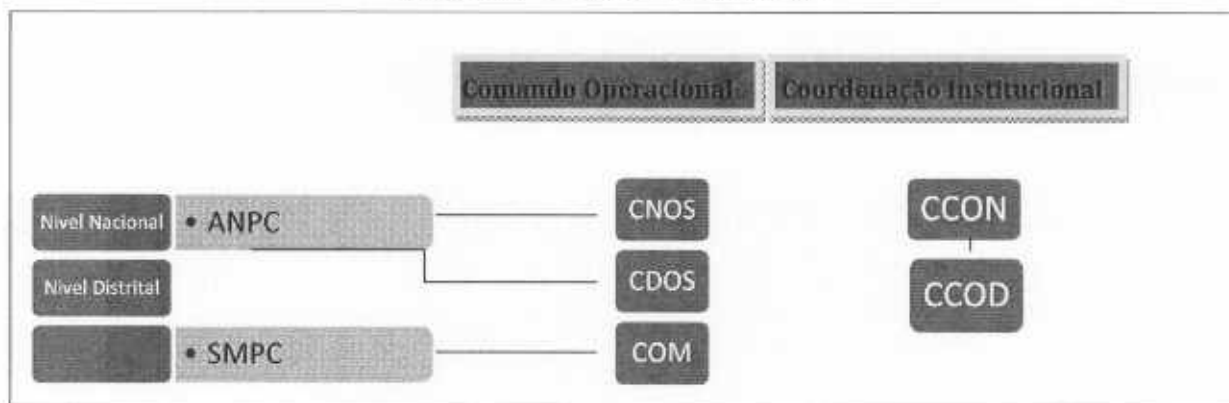 Comando Operacional
Coordenação Institucional
Nivel Nacional
• ANPC
CNOS
CCON
Nivel Distrital
CDOS
CCOD
• SMPC
COM